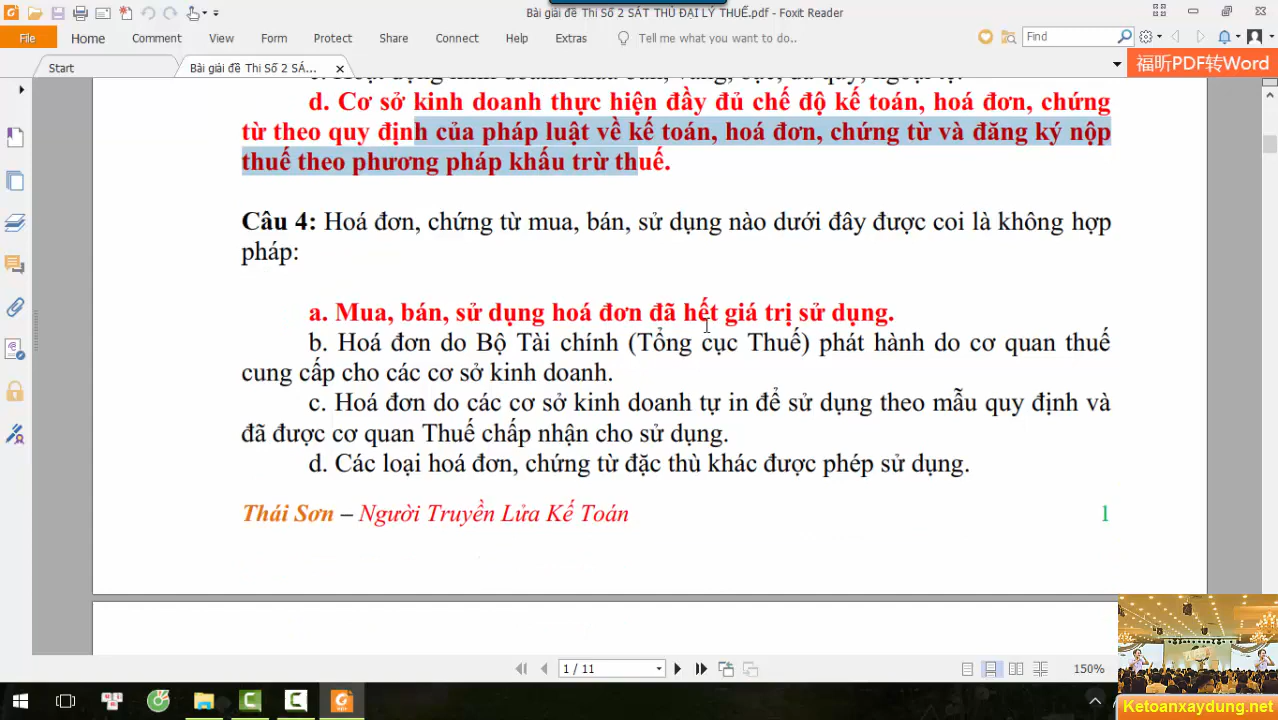 Bài giải đề Thi Số 2 SÁT THỦ ĐẠI LÝ THUẾ.pdf - Foxit Reader
File Home Comment View Form Protect Share Connect Help Extras Tell me what you want to do... Find
Start Bài giải đề Thi Số 2 SÁ... 福昕PDF转Word
d. Cơ sở kinh doanh thực hiện đầy đủ chế độ kế toán, hoá đơn, chứng
từ theo quy định của pháp luật về kế toán, hoá đơn, chứng từ và đăng ký nộp
thuế theo phương pháp khấu trừ thuế.
Câu 4: Hoá đơn, chứng từ mua, bán, sử dụng nào dưới đây được coi là không hợp
pháp:
a. Mua, bán, sử dụng hoá đơn đã hết giá trị sử dụng.
b. Hoá đơn do Bộ Tài chính (Tổng cục Thuế) phát hành do cơ quan thuế
cung cấp cho các cơ sở kinh doanh.
c. Hoá đơn do các cơ sở kinh doanh tự in để sử dụng theo mẫu quy định và
đã được cơ quan Thuế chấp nhận cho sử dụng.
d. Các loại hoá đơn, chứng từ đặc thù khác được phép sử dụng.
Thái Sơn – Người Truyền Lửa Kế Toán 1
1 / 11 150%
Ketoanxaydung.net